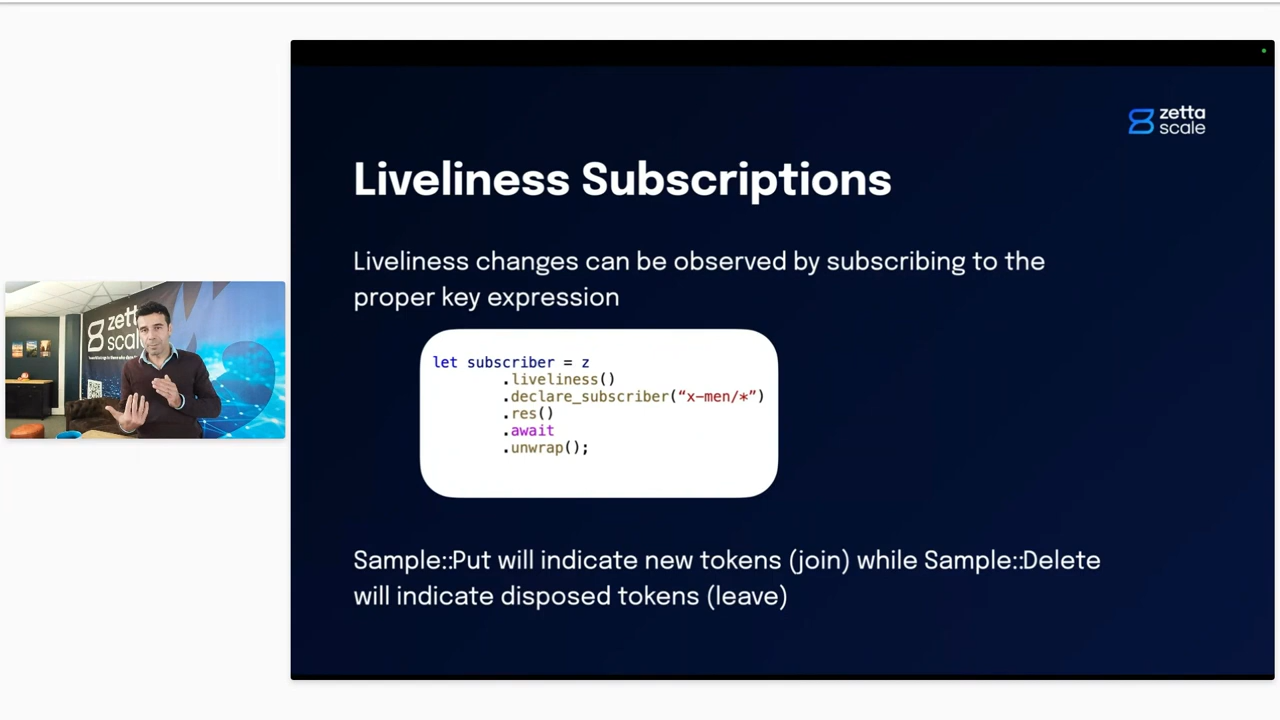 zetta
scale
Liveliness Subscriptions
Liveliness changes can be observed by subscribing to the
proper key expression
let subscriber = z
.liveliness()
.declare_subscriber(“x-men/*”)
.res()
.await
.unwrap();
Sample::Put will indicate new tokens (join) while Sample::Delete
will indicate disposed tokens (leave)
zett
scal